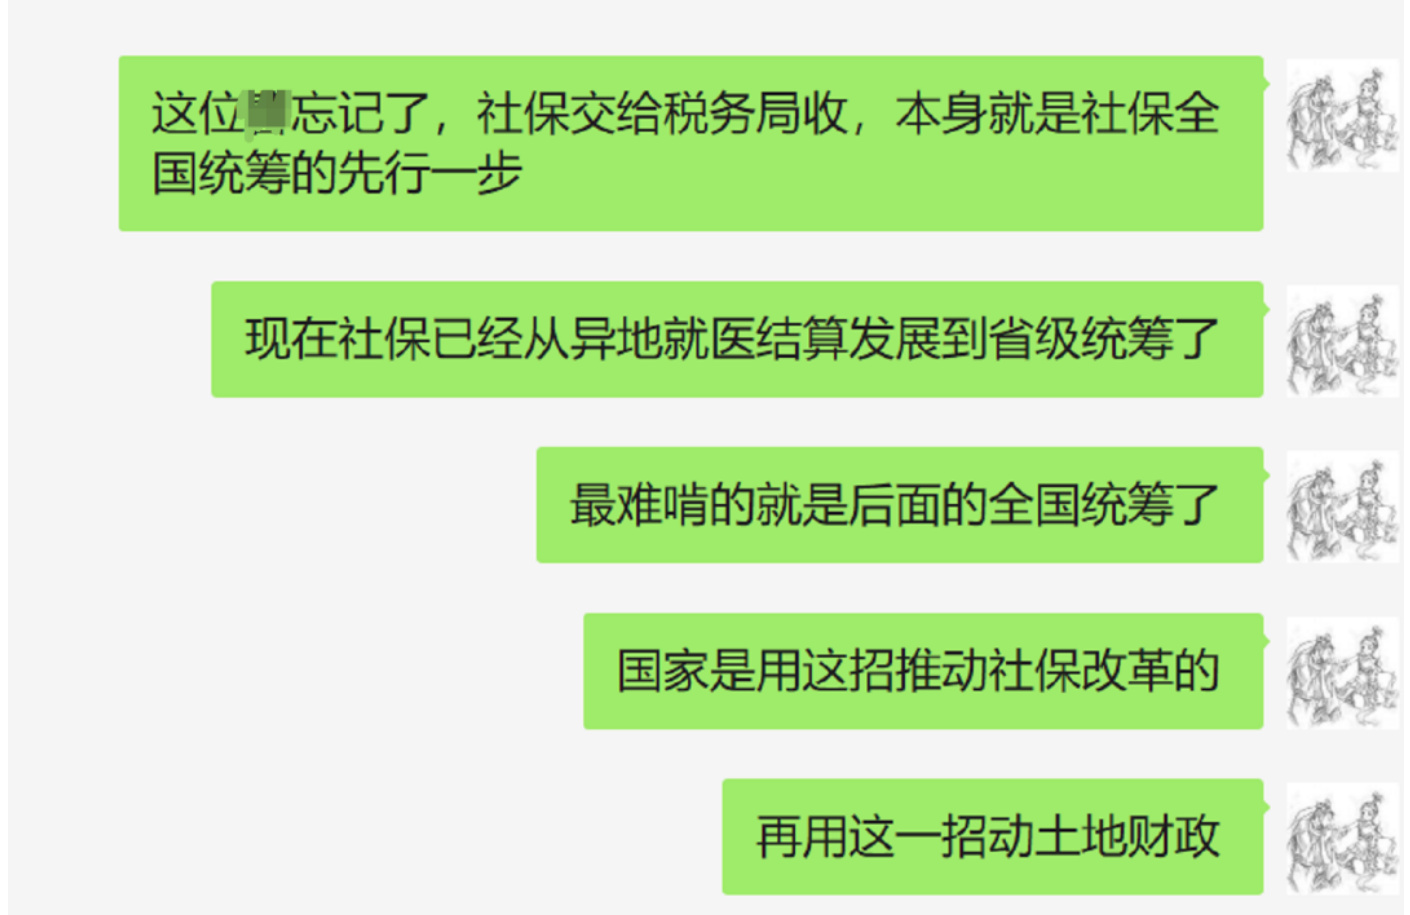 这位忘记了，社保交给税务局收，本身就是社保全
国统筹的先行一步
现在社保已经从异地就医结算发展到省级统筹了
最难啃的就是后面的全国统筹了
国家是用这招推动社保改革的
再用这一招动土地财政